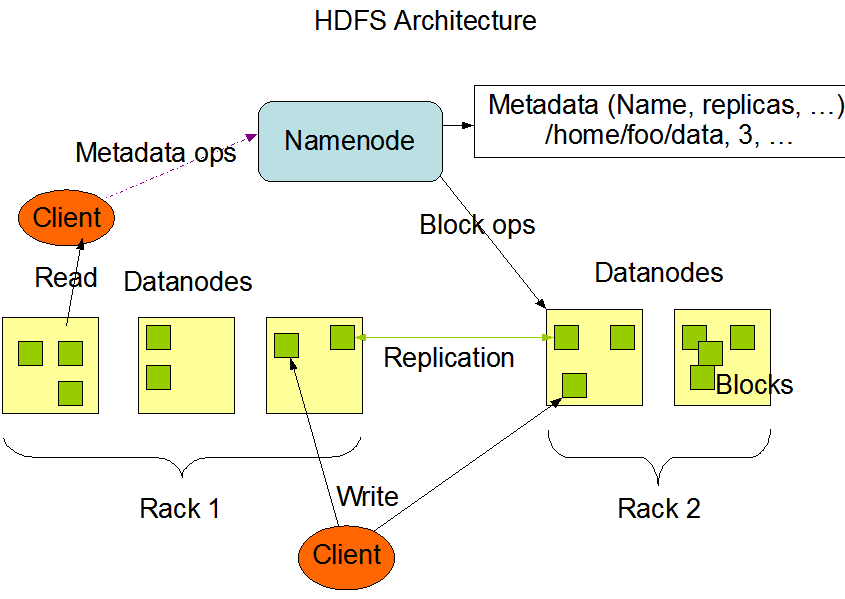 HDFS Architecture
Metadata (Name, replicas, …)
/home/foo/data, 3, …
Namenode
Metadata ops
Client
Block ops
Read
Datanodes
Datanodes
Replication
Blocks
Rack 1
Write
Rack 2
Client